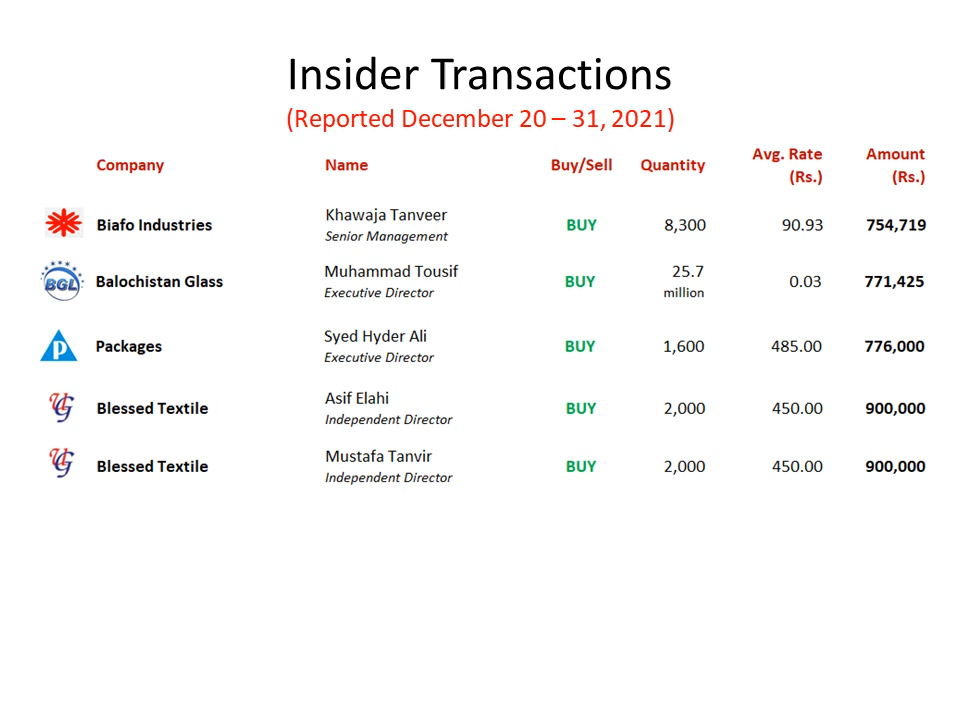 Insider Transactions
(Reported December 20 – 31, 2021)
Company Name Buy/Sell Quantity Avg. Rate (Rs.) Amount (Rs.)
Biafo Industries Khawaja Tanveer BUY 8,300 90.93 754,719
Senior Management
BGL Balochistan Glass Muhammad Tousif BUY 25.7 0.03 771,425
Executive Director million
P Packages Syed Hyder Ali BUY 1,600 485.00 776,000
Executive Director
UG Blessed Textile Asif Elahi BUY 2,000 450.00 900,000
Independent Director
UG Blessed Textile Mustafa Tanvir BUY 2,000 450.00 900,000
Independent Director